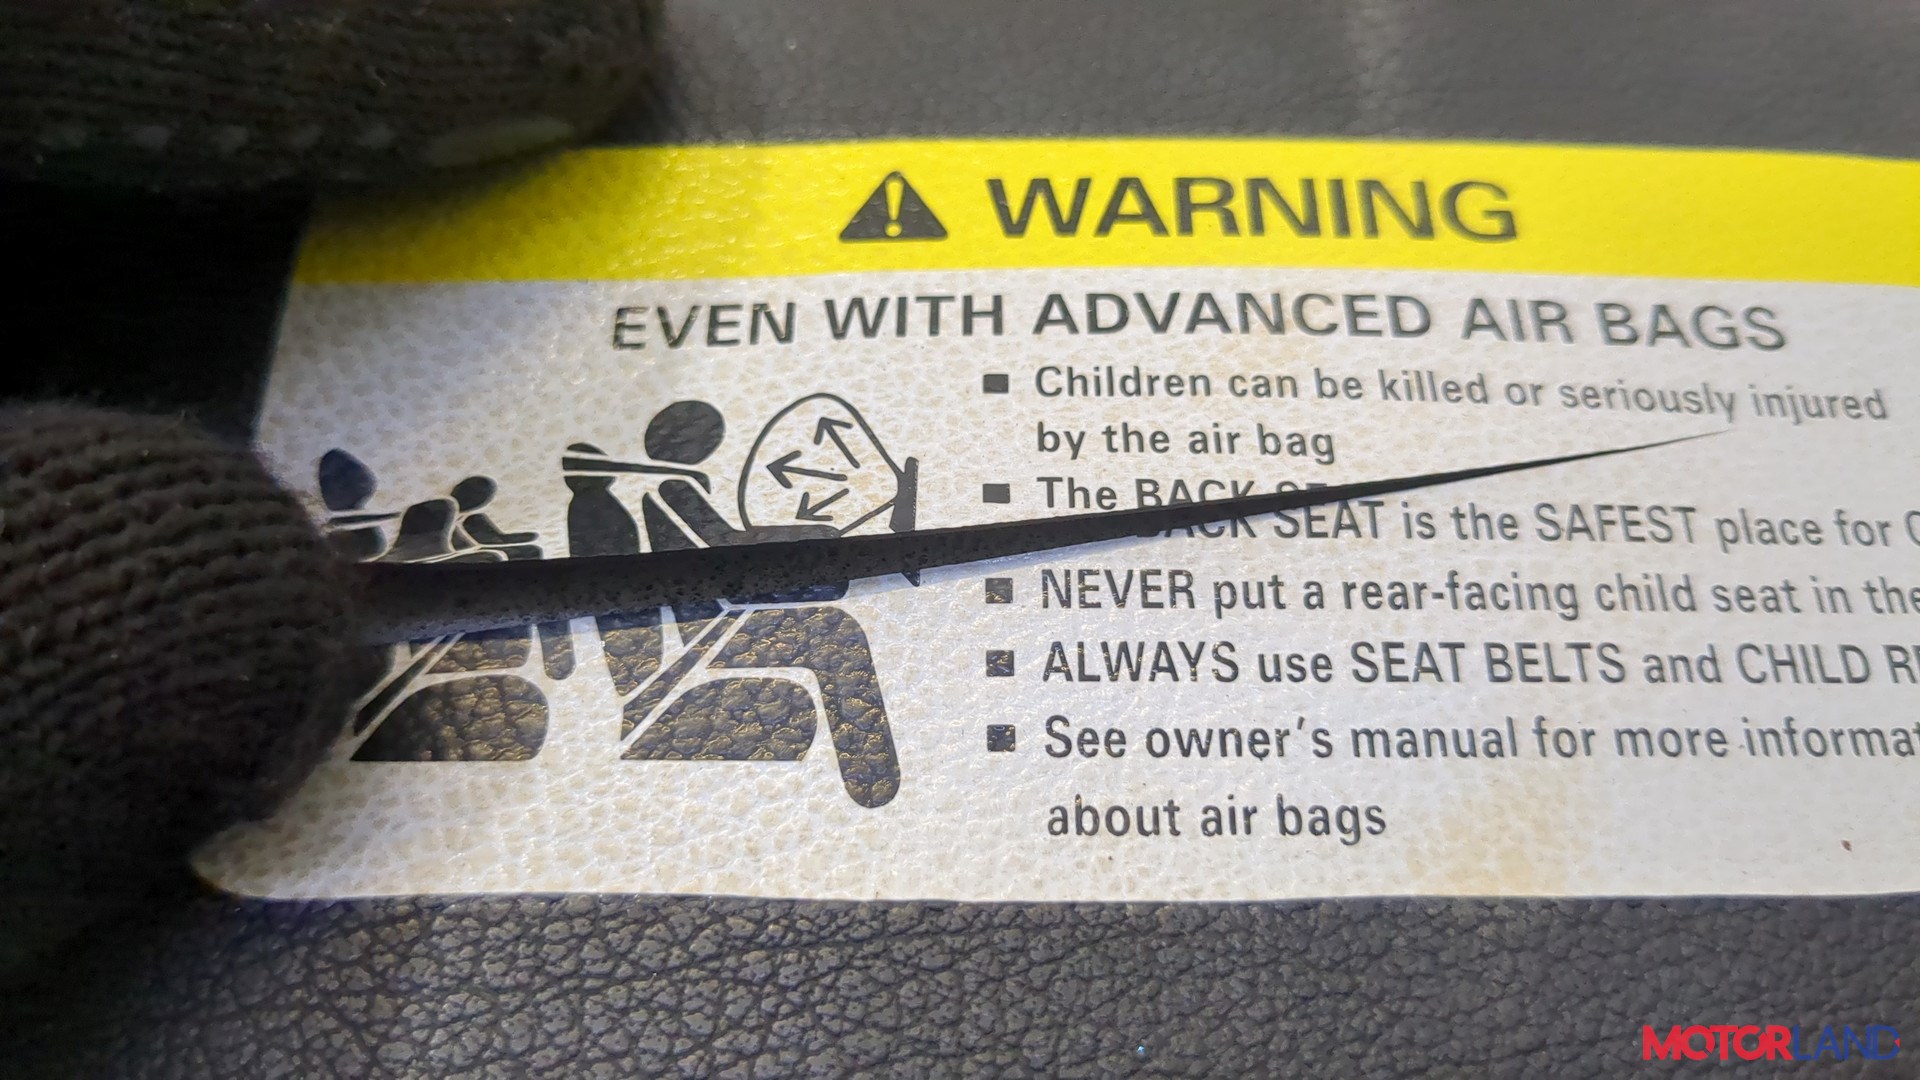 WARNING
EVEN WITH ADVANCED AIR BAGS
Children can be killed or seriously injured
by the air bag
The BACK SEAT is the SAFEST place for
NEVER put a rear-facing child seat in the
ALWAYS use SEAT BELTS and CHILD
See owner's manual for more
about air bags
MOTORLAND